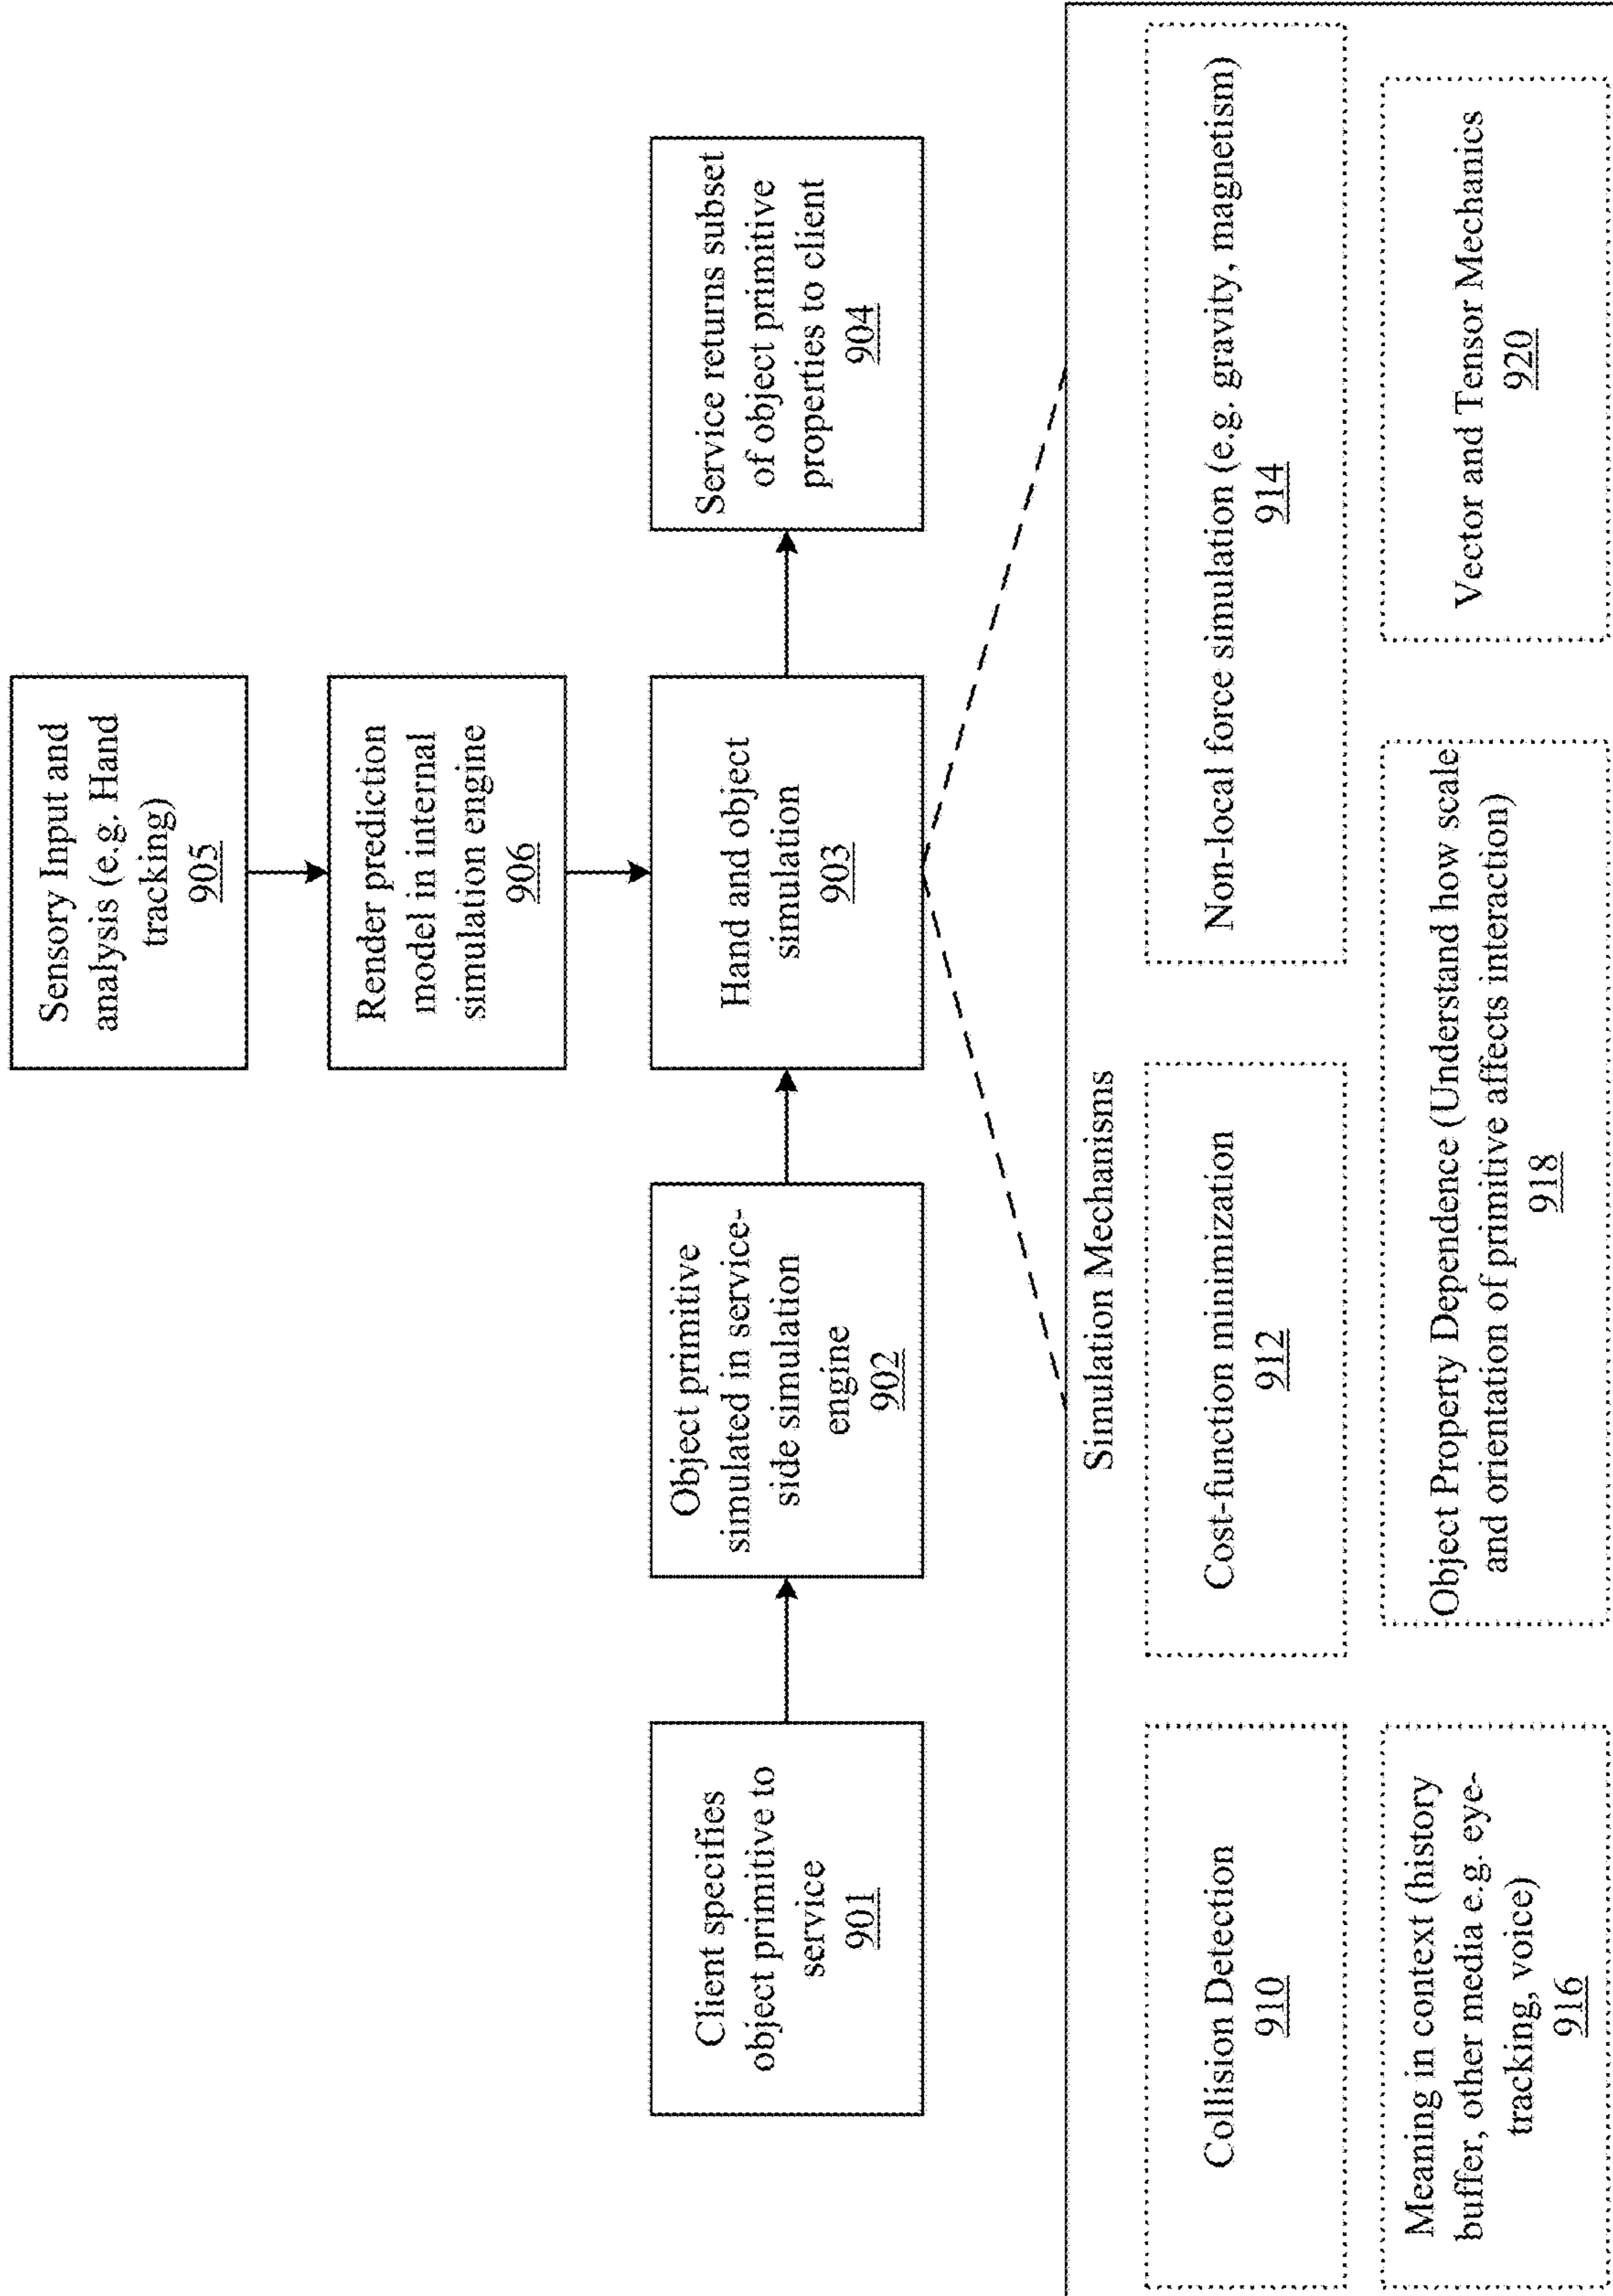 Sensory Input and
analysis (e.g. Hand
tracking)
905
Render prediction
model in internal
simulation engine
906
Client specifies
object primitive to
service
901
Object primitive
simulated in service-
side simulation
engine
902
Hand and object
simulation
903
Service returns subset
of object primitive
properties to client
904
Simulation Mechanisms
Collision Detection
910
Cost-function minimization
912
Non-local force simulation (e.g. gravity, magnetism)
914
Meaning in context (history
buffer, other media e.g. eye-
tracking, voice)
916
Object Property Dependence (Understand how scale
and orientation of primitive affects interaction)
918
Vector and Tensor Mechanics
920